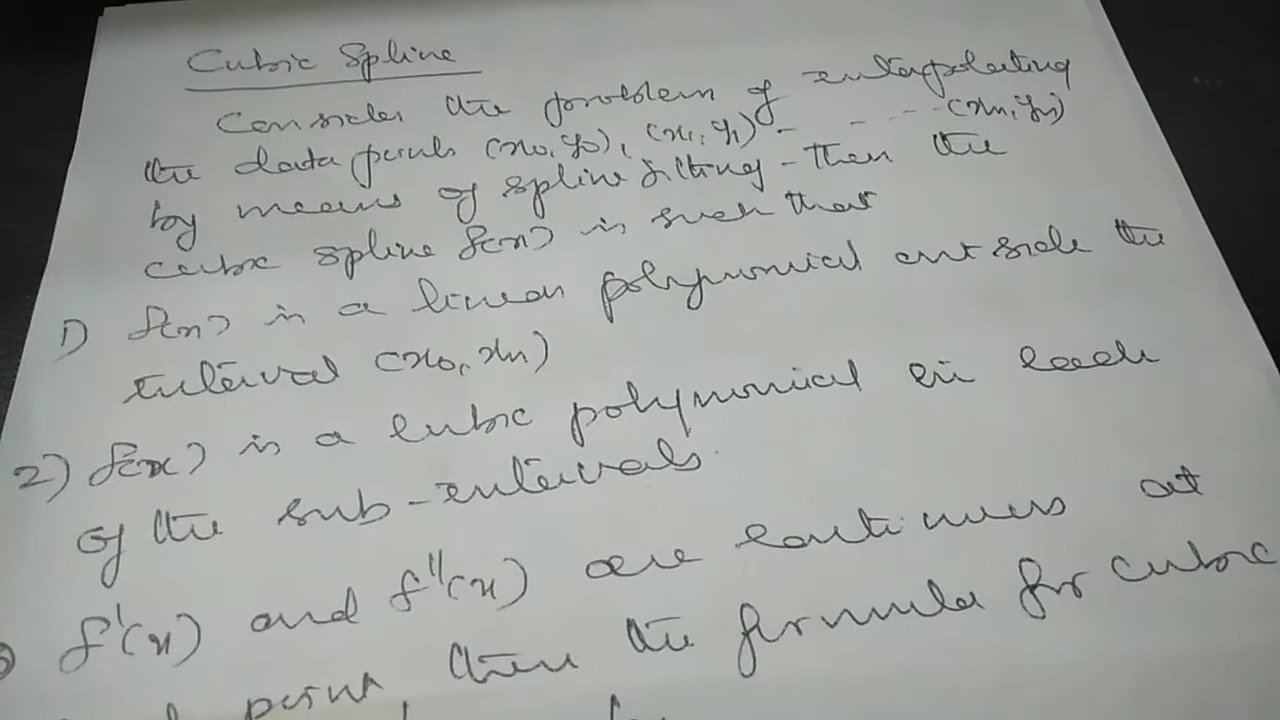 Cubic Spline
Consider the problem of interpolating
the data points (x0, y0), (x1, y1) - - - - - (xn, yn)
by means of spline fitting - then the
cubic spline f(x) is such that
1) f(x) is a linear polynomial outside the
interval (x0, xn)
2) f(x) is a cubic polynomial in each
of the sub-intervals.
f'(x) and f''(x) are continuous at
point, then the formula for cubic